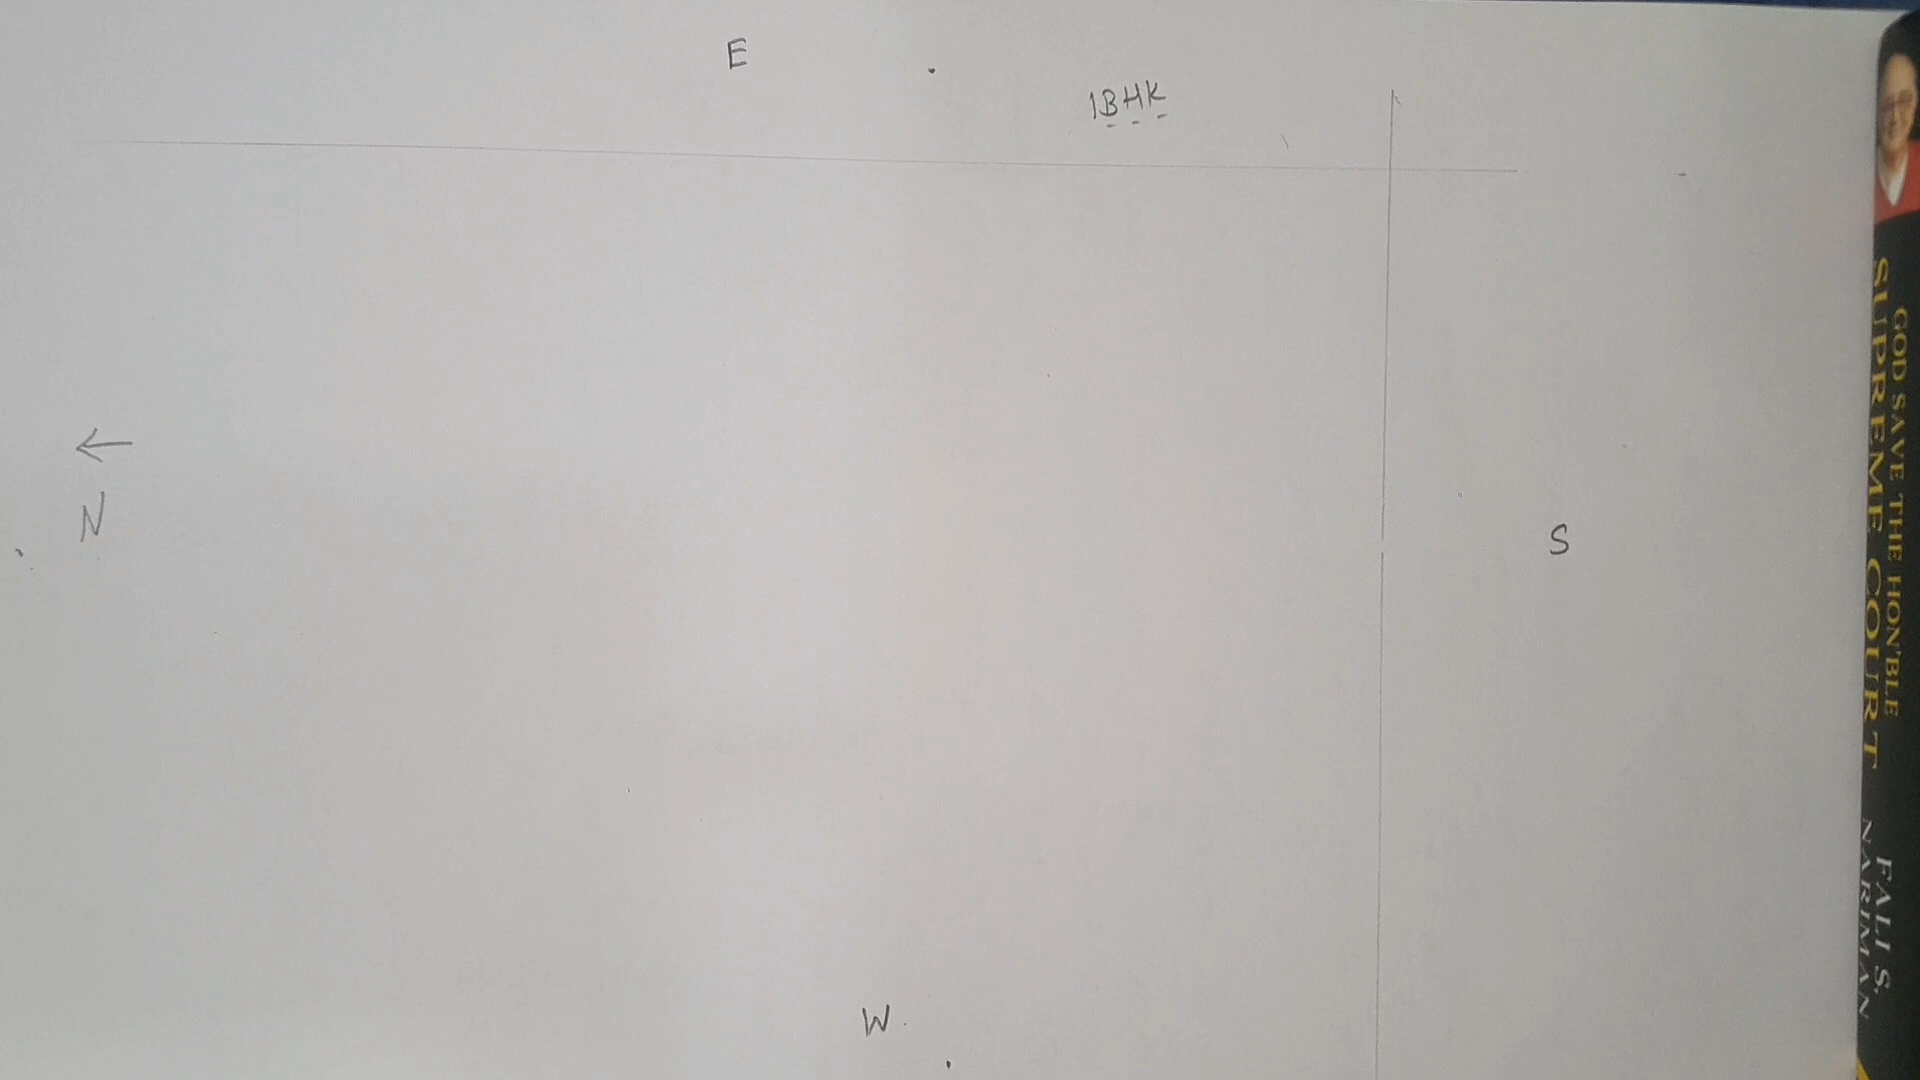 E
1BHK
N
S
W.
GOD SAVE THE HON'BLE
SUPREME COURT
FALI S.
NARIMAN